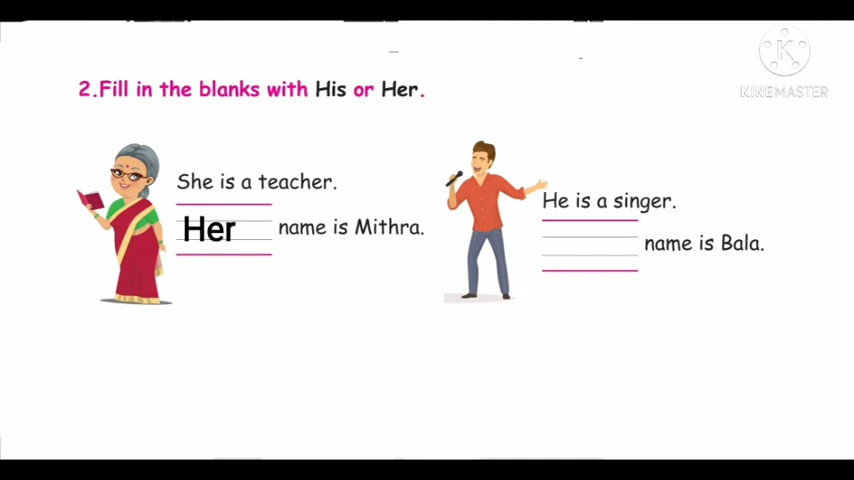 KINEMASTER
2.Fill in the blanks with His or Her.
She is a teacher.
Her name is Mithra.
He is a singer.
name is Bala.